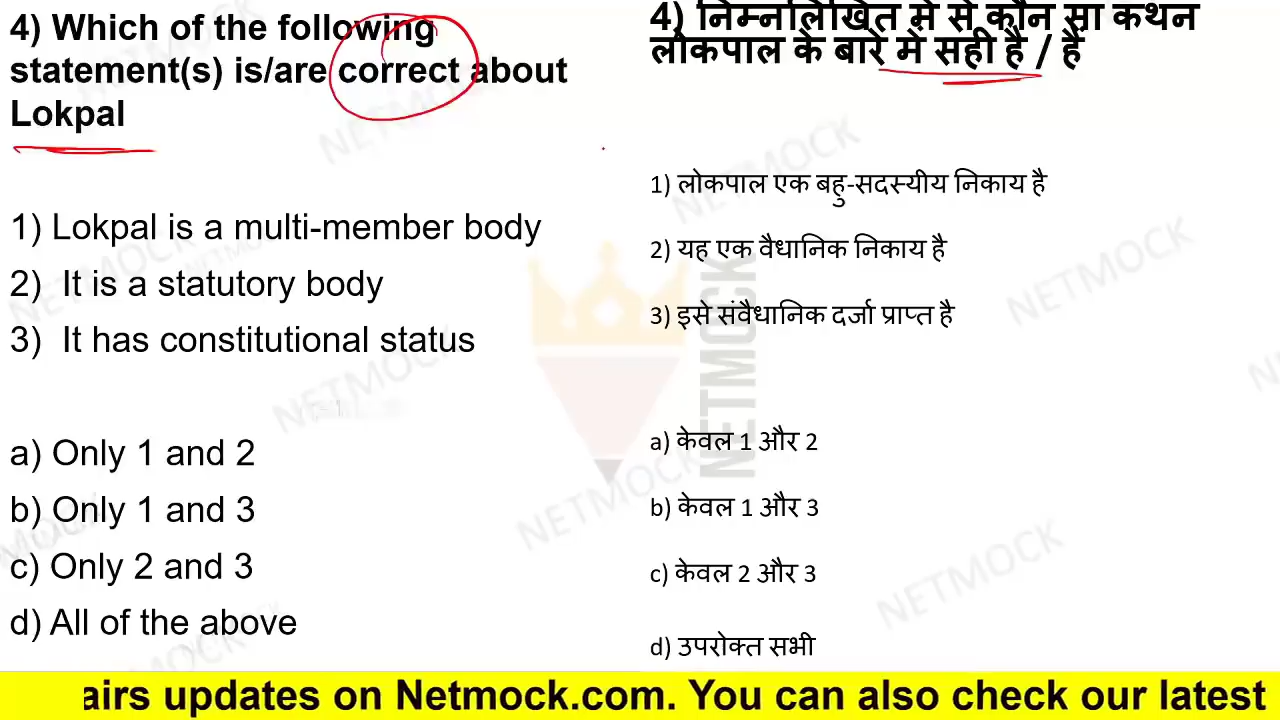 4) Which of the following
statement(s) is/are correct about
Lokpal
1) Lokpal is a multi-member body
2) It is a statutory body
3) It has constitutional status
a) Only 1 and 2
b) Only 1 and 3
c) Only 2 and 3
d) All of the above
4) निम्नलिखित में से कौन सा कथन
लोकपाल के बारे में सही है / हैं
1) लोकपाल एक बहु-सदस्यीय निकाय है
2) यह एक वैधानिक निकाय है
3) इसे संवैधानिक दर्जा प्राप्त है
a) केवल 1 और 2
b) केवल 1 और 3
c) केवल 2 और 3
d) उपरोक्त सभी
NETMOCK
airs updates on Netmock.com. You can also check our latest